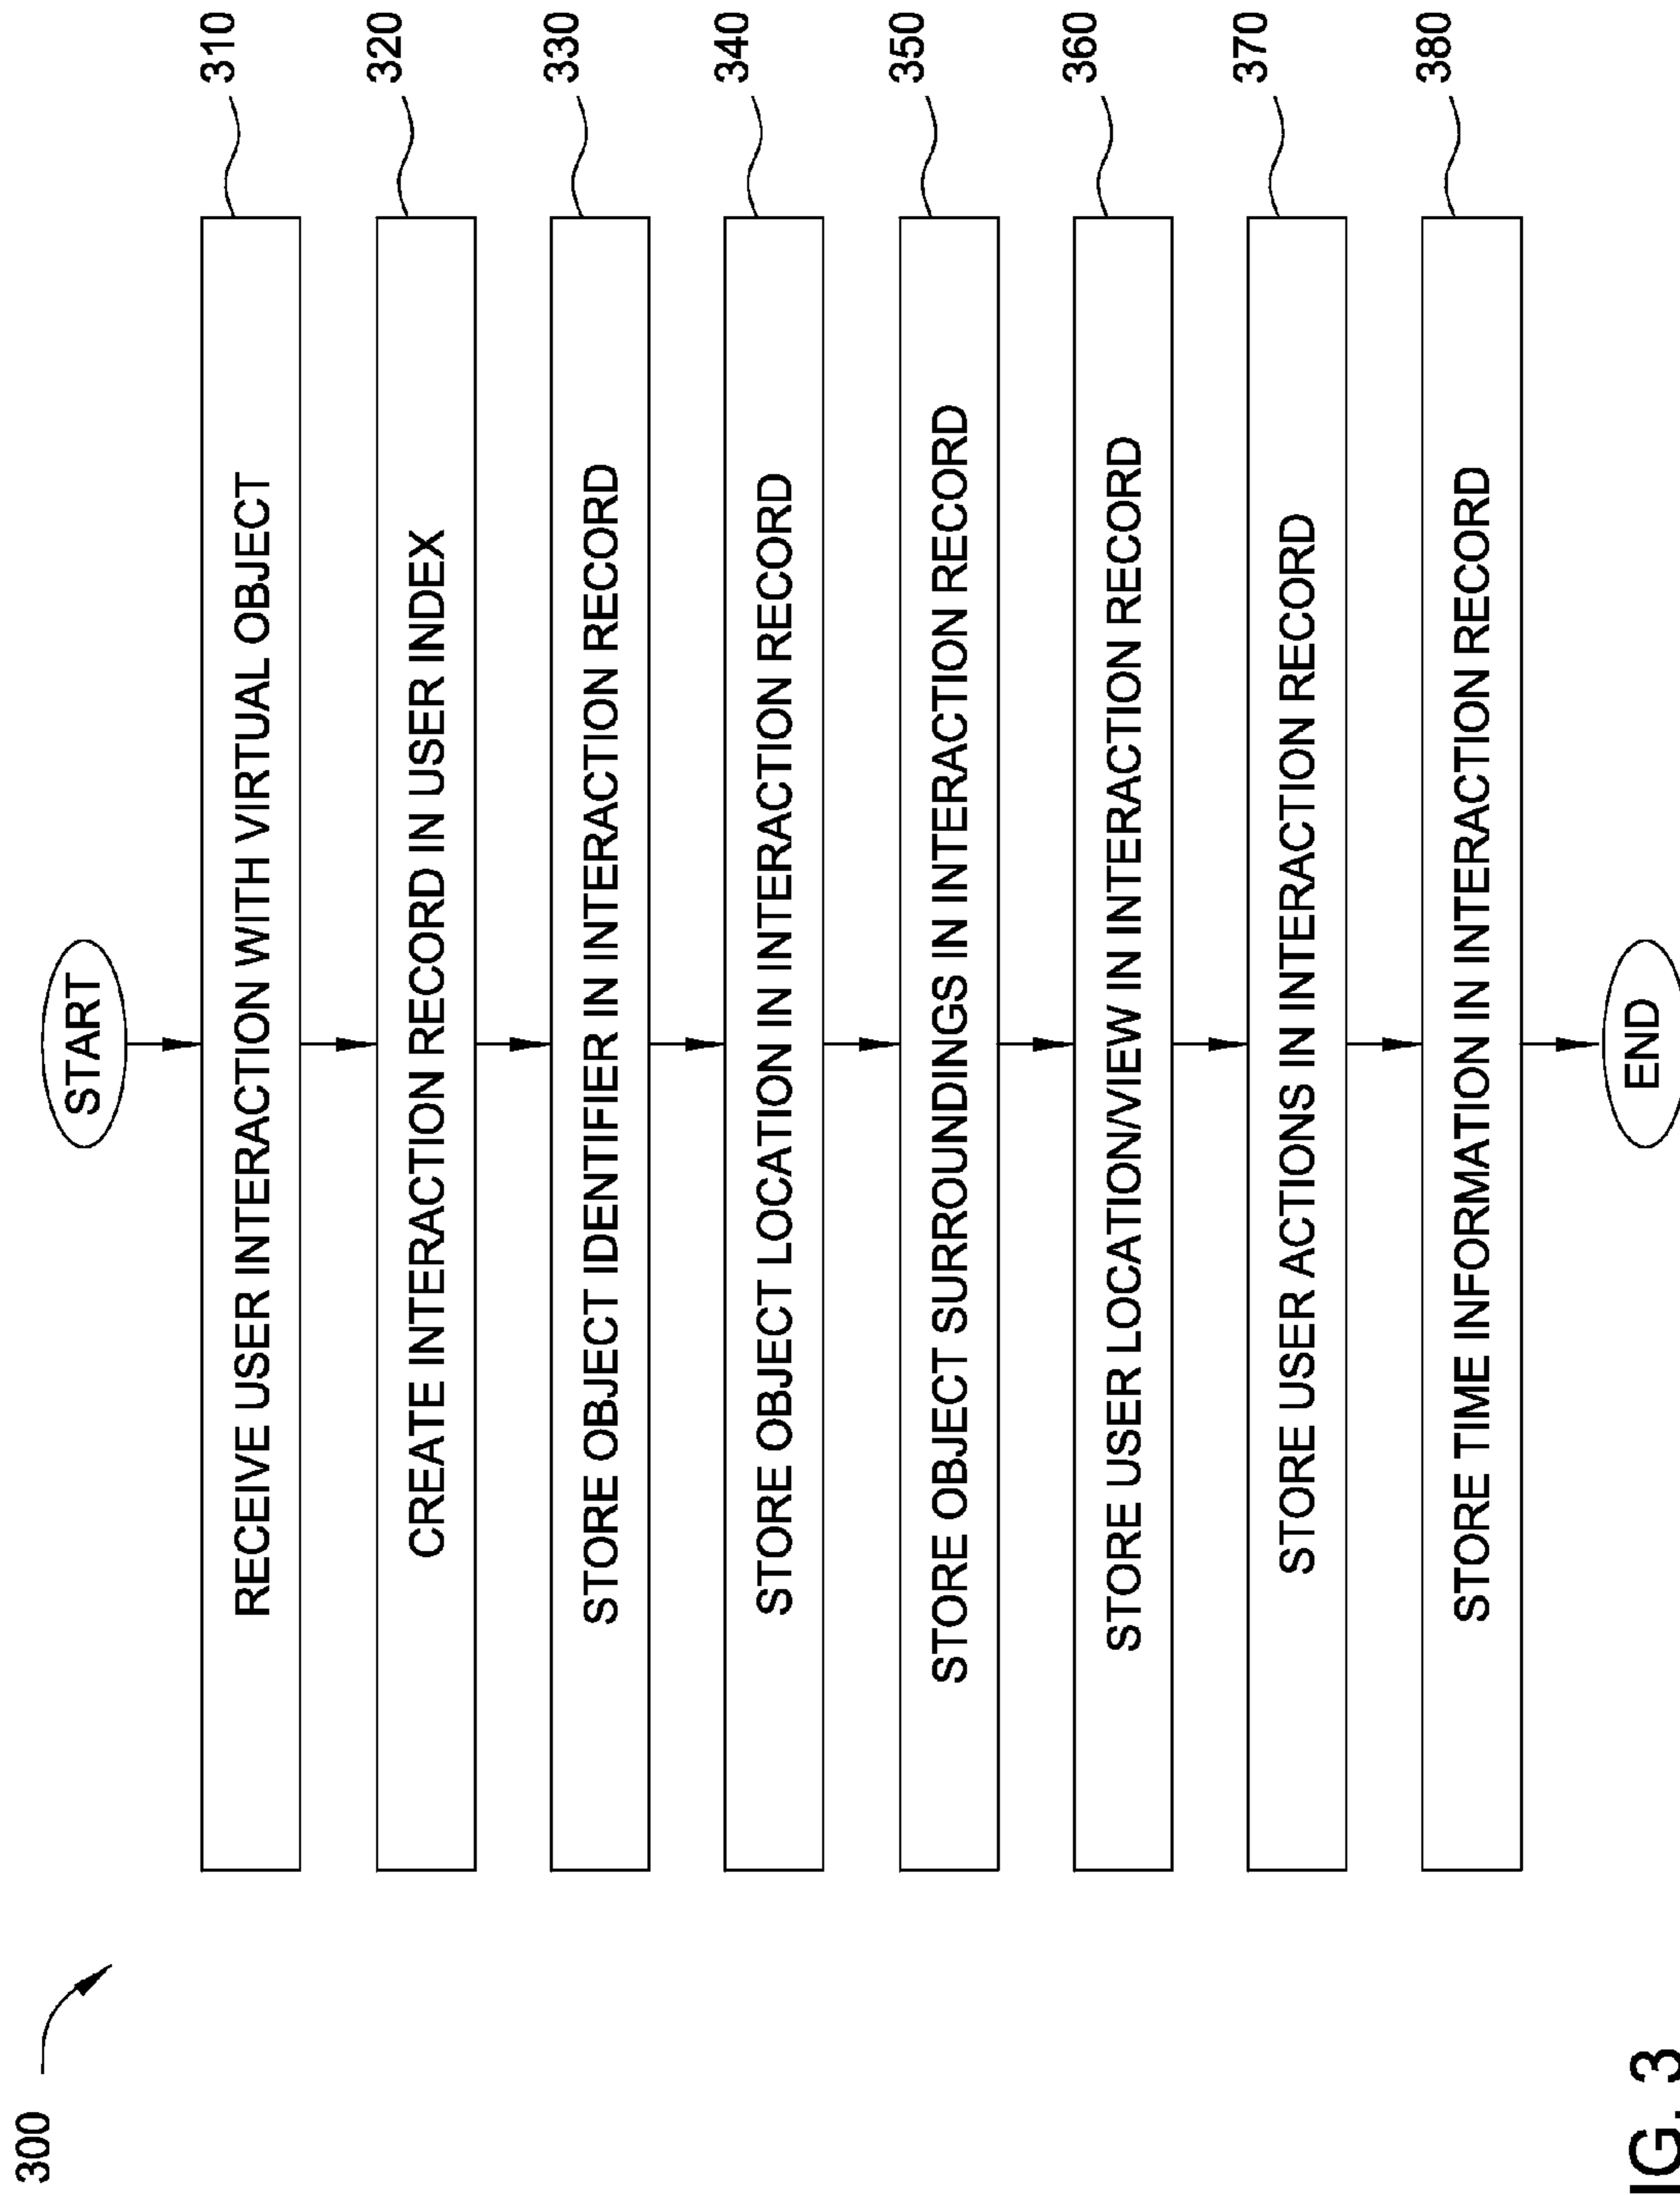 300
START
RECEIVE USER INTERACTION WITH VIRTUAL OBJECT
310
CREATE INTERACTION RECORD IN USER INDEX
320
STORE OBJECT IDENTIFIER IN INTERACTION RECORD
330
STORE OBJECT LOCATION IN INTERACTION RECORD
340
STORE OBJECT SURROUNDINGS IN INTERACTION RECORD
350
STORE USER LOCATION/VIEW IN INTERACTION RECORD
360
STORE USER ACTIONS IN INTERACTION RECORD
370
STORE TIME INFORMATION IN INTERACTION RECORD
380
END
IG. 3